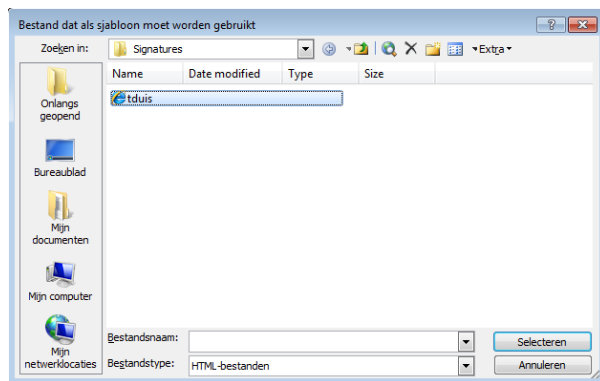 Bestand dat als sjabloon moet worden gebruikt
Zoeken in: Signatures Extra
Name Date modified Type Size
tduis
Onlangs
geopend
Bureaublad
Mijn
documenten
Mijn computer
Mijn
netwerklocaties
Bestandsnaam: Selecteren
Bestandstype: HTML-bestanden Annuleren